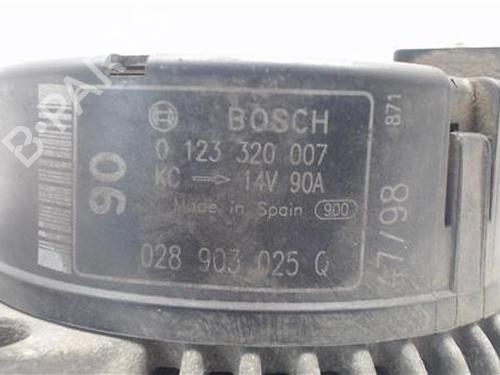 BOSCH
0 123 320 007
KC → 14V 90A
Made in Spain 900
028 903 025 Q
90
47/98
871
B-PARTS